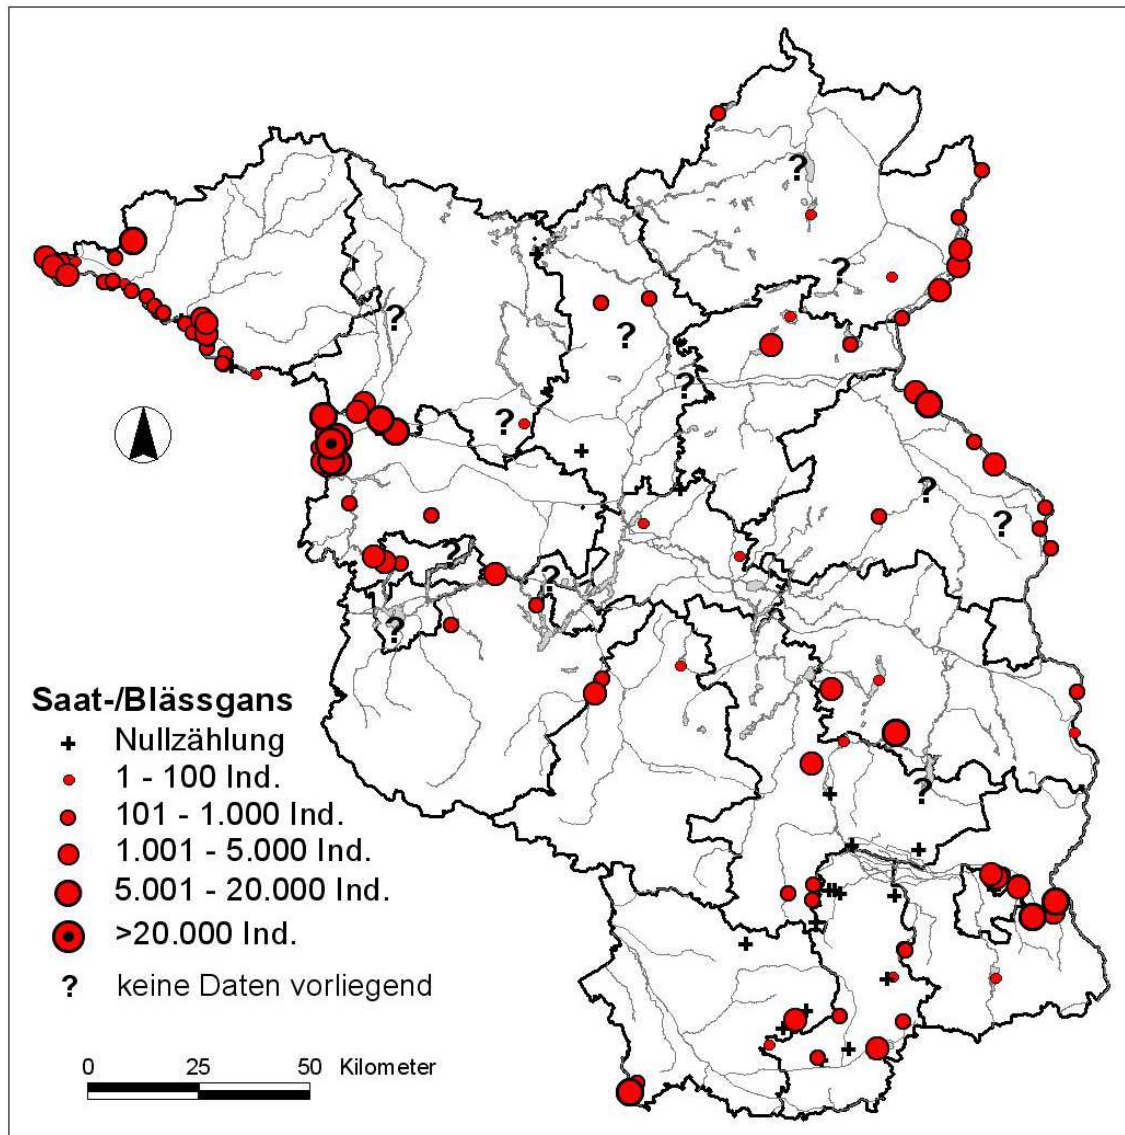 ?
?
?
?
?
?
?
?
?
?
?
?
?
Saat-/Blässgans
+ Nullzählung
1 - 100 Ind.
101 - 1.000 Ind.
1.001 - 5.000 Ind.
5.001 - 20.000 Ind.
>20.000 Ind.
? keine Daten vorliegend
0 25 50 Kilometer